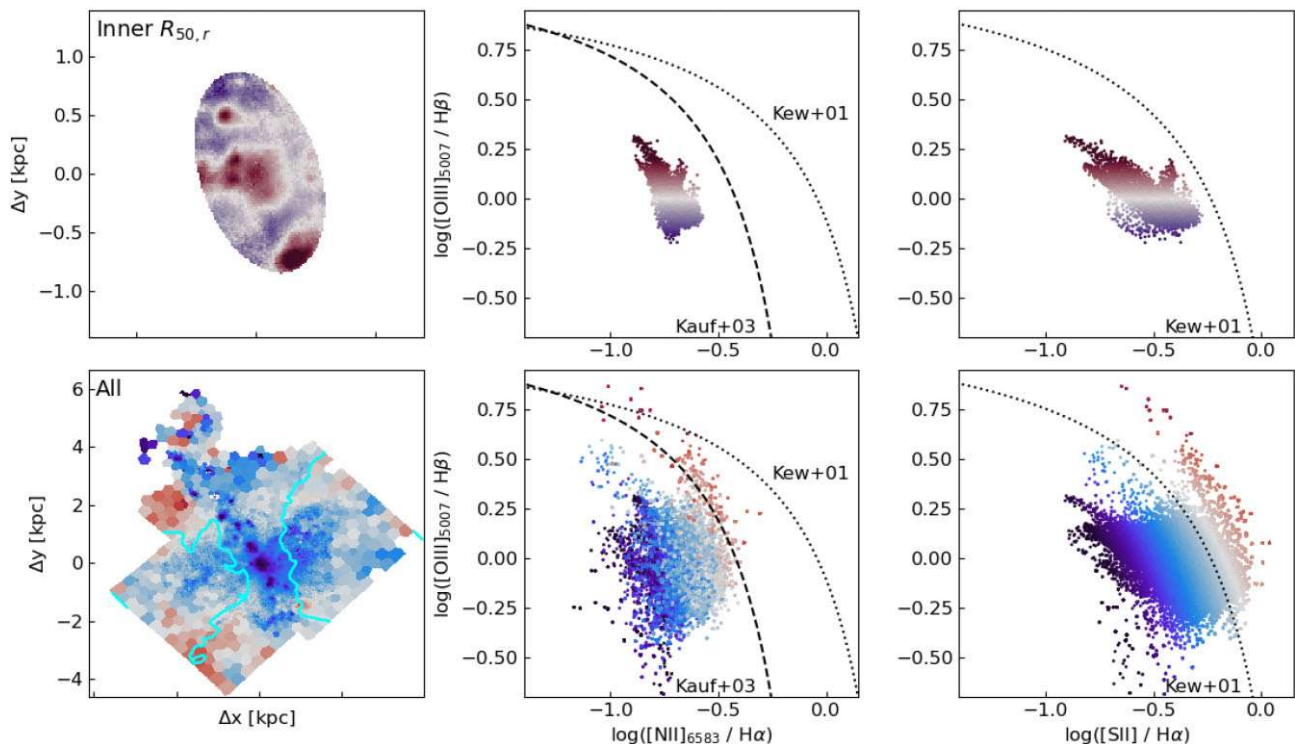 Inner R50, r
1.0
0.5
0.0
−0.5
−1.0
Δy [kpc]
0.75
0.50
0.25
0.00
−0.25
−0.50
log([OIII]5007 / Hβ)
Kew+01
Kauf+03
−1.0 −0.5 0.0
0.75
0.50
0.25
0.00
−0.25
−0.50
Kew+01
−1.0 −0.5 0.0
All
6
4
2
0
−2
−4
Δy [kpc]
Δx [kpc]
0.75
0.50
0.25
0.00
−0.25
−0.50
log([OIII]5007 / Hβ)
Kew+01
Kauf+03
−1.0 −0.5 0.0
log([NII]6583 / Hα)
0.75
0.50
0.25
0.00
−0.25
−0.50
Kew+01
−1.0 −0.5 0.0
log([SII] / Hα)